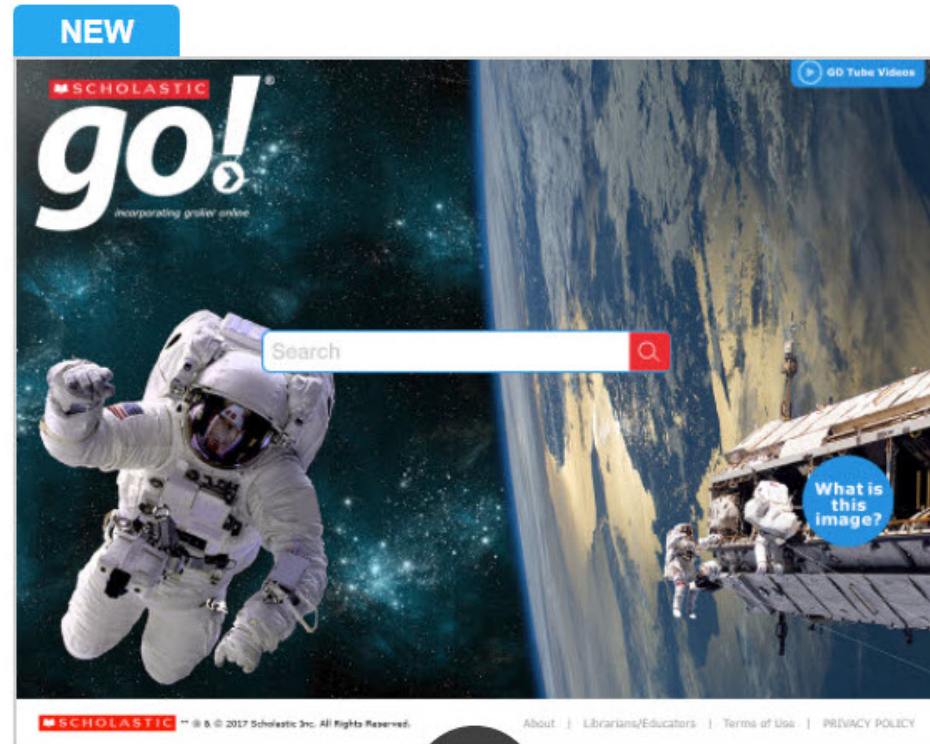 NEW
SCHOLASTIC
GO Tube Videos
go!®
incorporating grolier online
Search
What is
this
image?
SCHOLASTIC ™ ® & © 2017 Scholastic Inc. All Rights Reserved.
About | Librarians/Educators | Terms of Use | PRIVACY POLICY